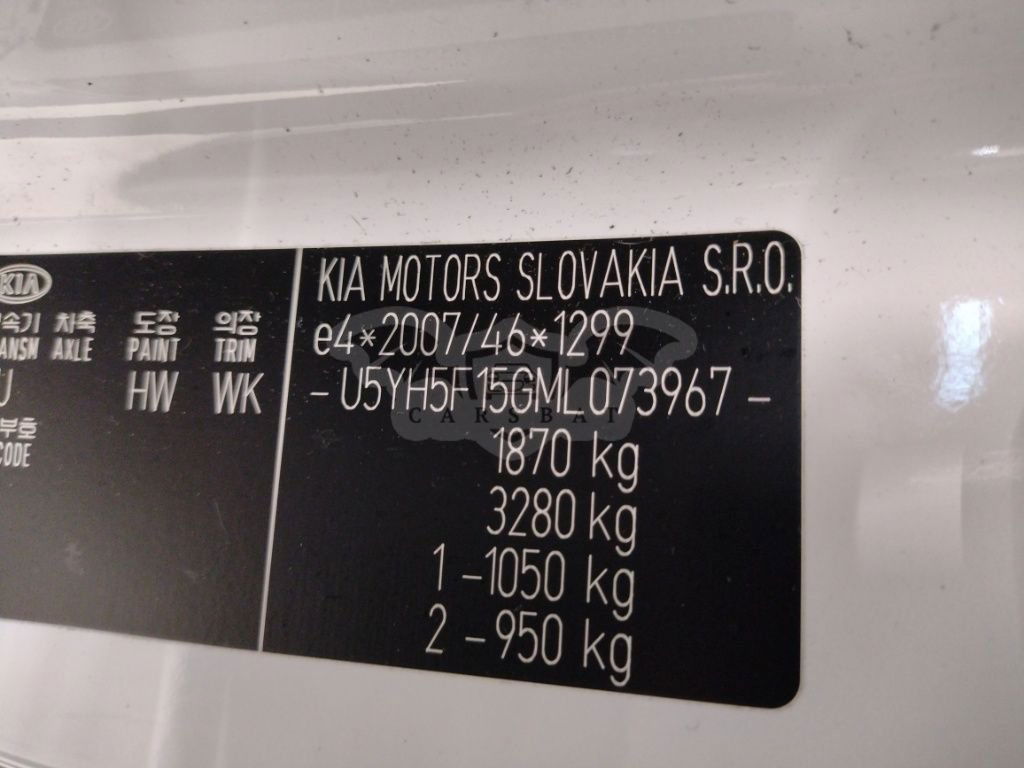 KIA
속기 차축 도장 의장
ANSM AXLE PAINT TRIM
U HW WK
부호
CODE
KIA MOTORS SLOVAKIA S.R.O.
e4*2007/46*1299
- U5YH5F15GML073967 -
1870 kg
3280 kg
1 - 1050 kg
2 - 950 kg
CARSBAT